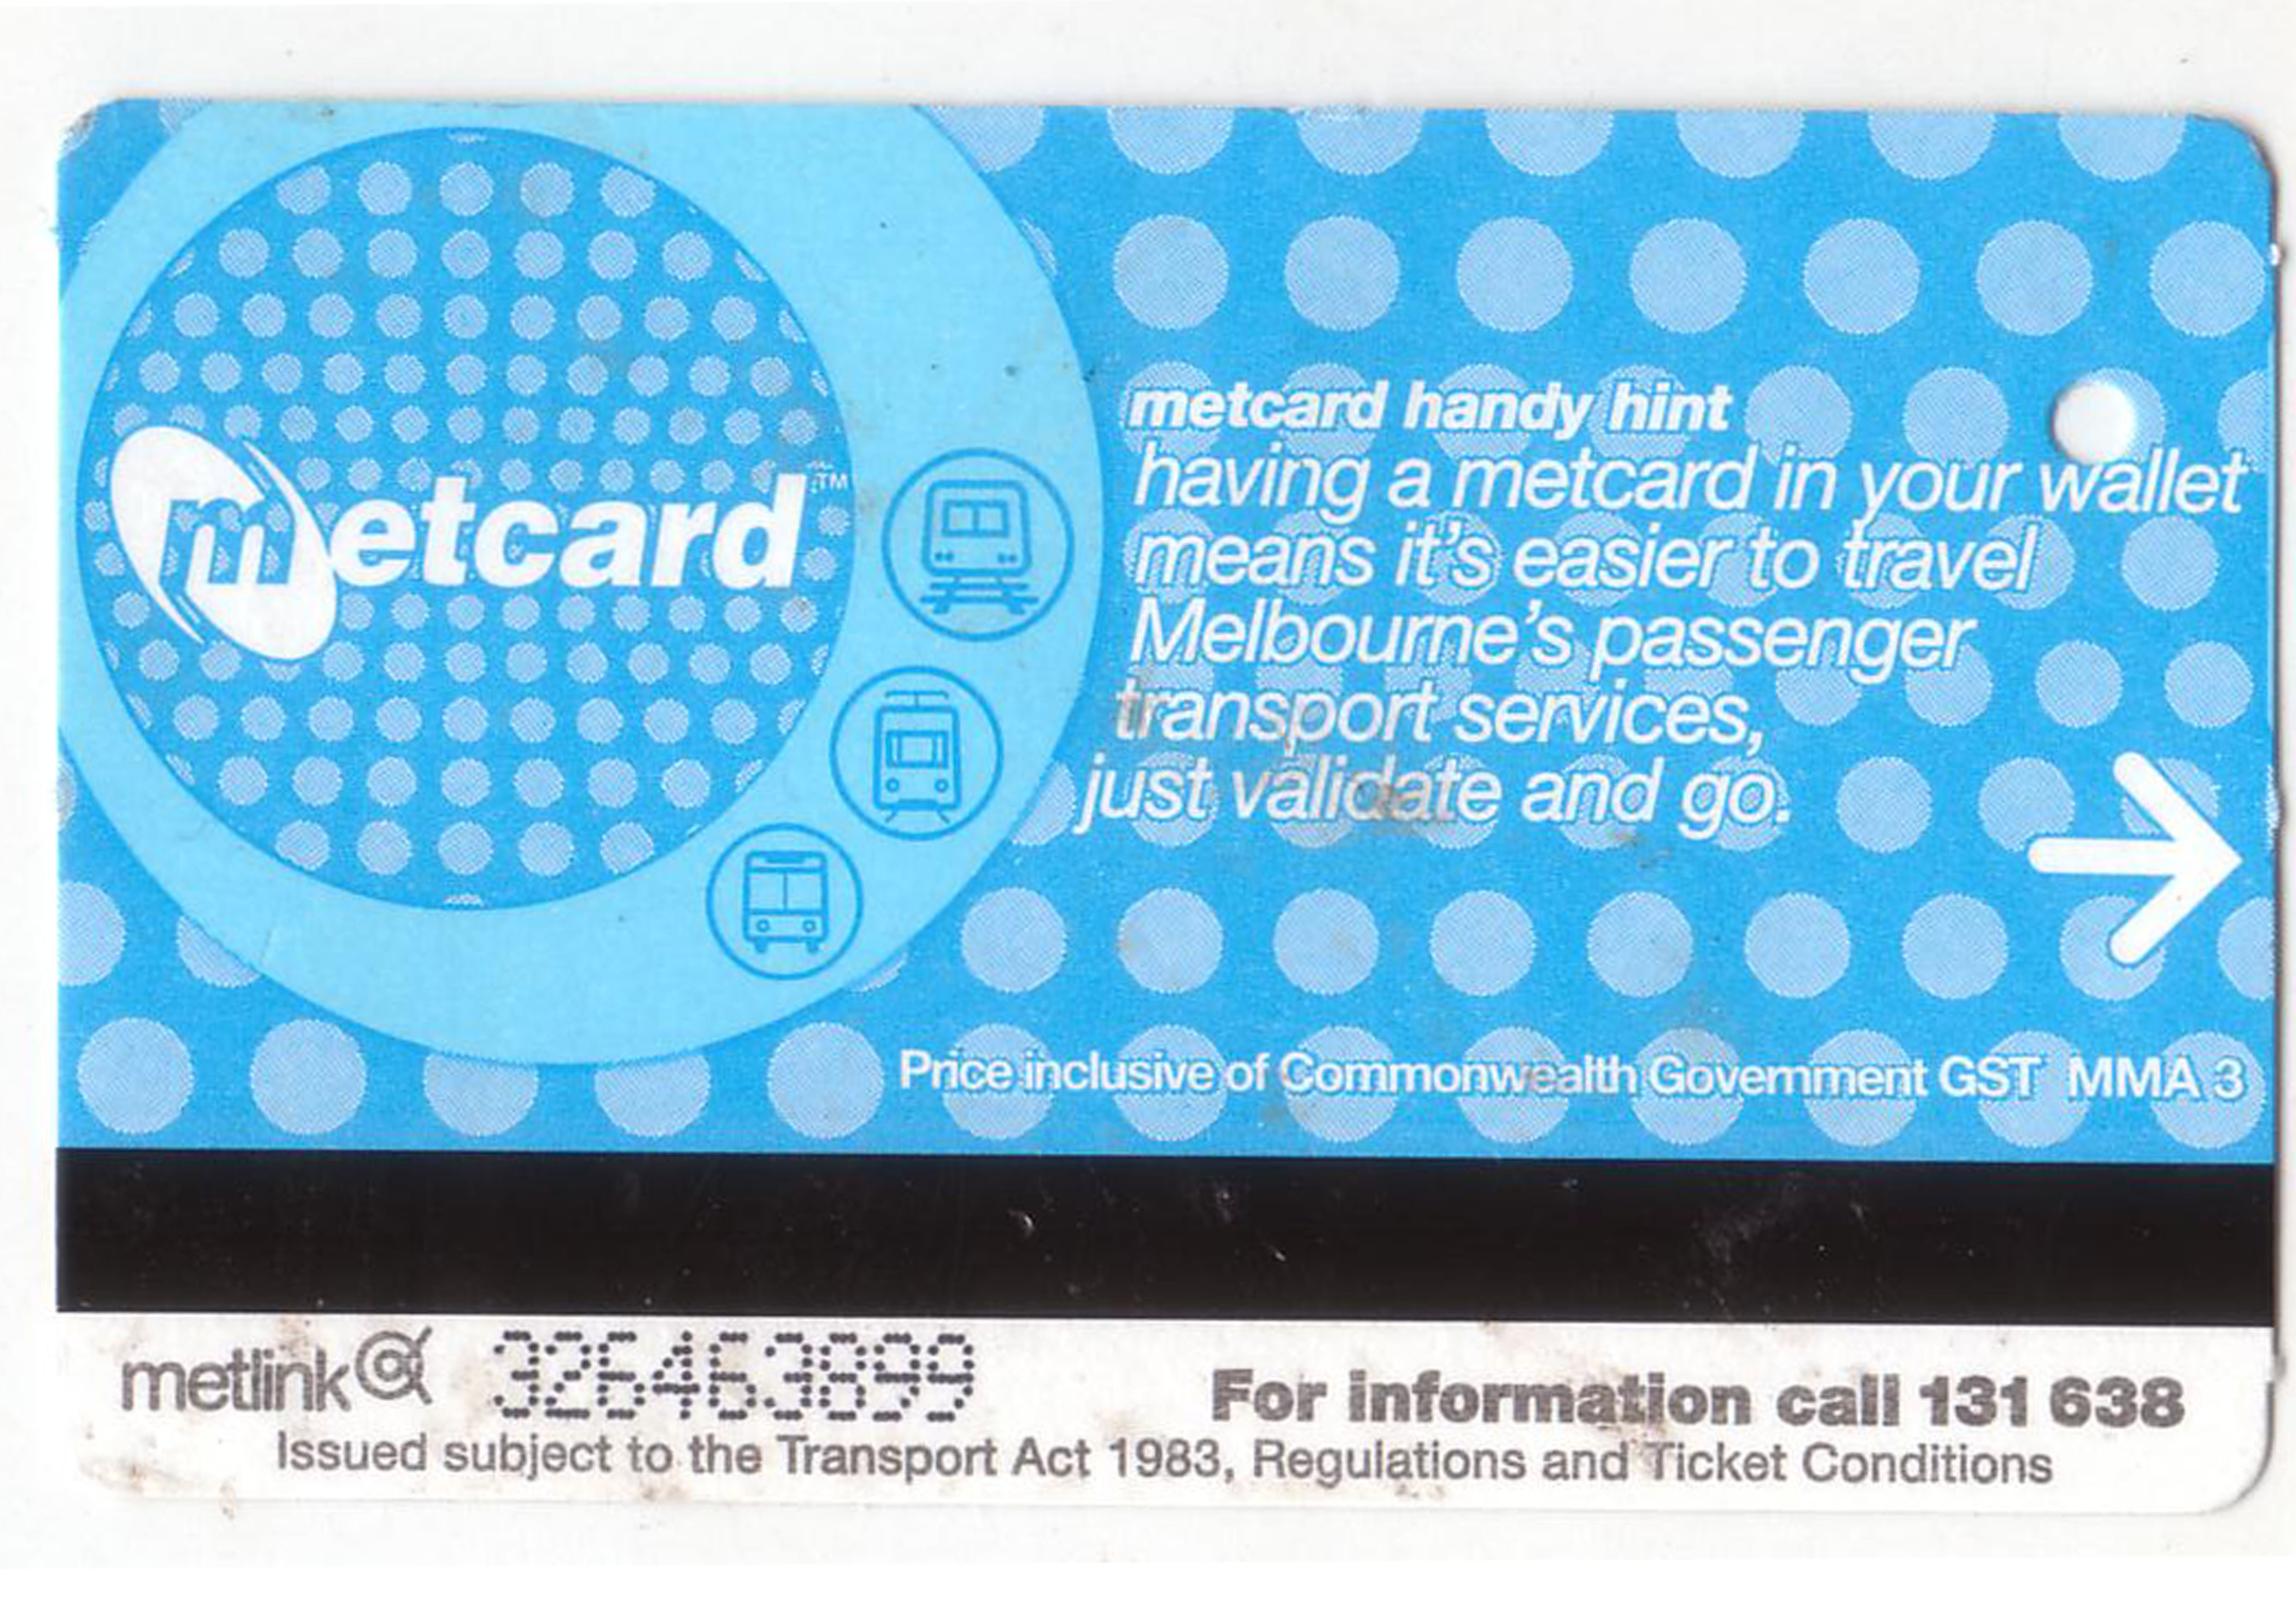 metcard™
metcard handy hint
having a metcard in your wallet
means it's easier to travel
Melbourne's passenger
transport services,
just validate and go.
Price inclusive of Commonwealth Government GST MMA 3
metlink 326463899
For information call 131 638
Issued subject to the Transport Act 1983, Regulations and Ticket Conditions